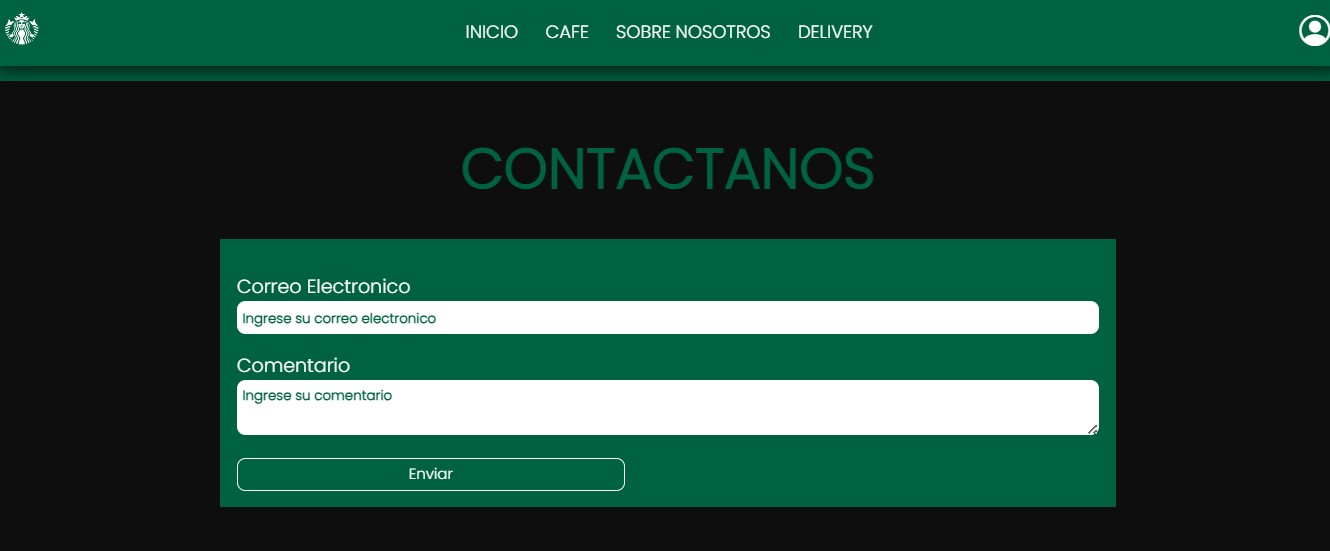 INICIO CAFE SOBRE NOSOTROS DELIVERY
CONTACTANOS
Correo Electronico
Ingrese su correo electronico
Comentario
Ingrese su comentario
Enviar